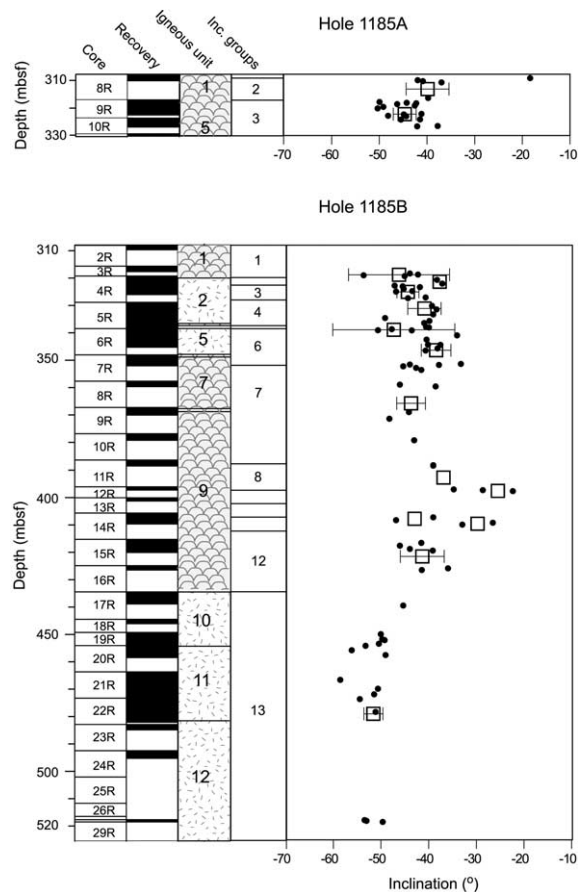 Hole 1185A
Core
Recovery
Igneous unit
Inc. groups
Depth (mbsf)
310
330
8R
9R
10R
1
5
2
3
-70 -60 -50 -40 -30 -20 -10
Hole 1185B
Depth (mbsf)
310
350
400
450
500
520
2R
3R
4R
5R
6R
7R
8R
9R
10R
11R
12R
13R
14R
15R
16R
17R
18R
19R
20R
21R
22R
23R
24R
25R
26R
29R
1
2
5
7
9
10
11
12
1
3
4
6
7
8
12
13
-70 -60 -50 -40 -30 -20 -10
Inclination (º)